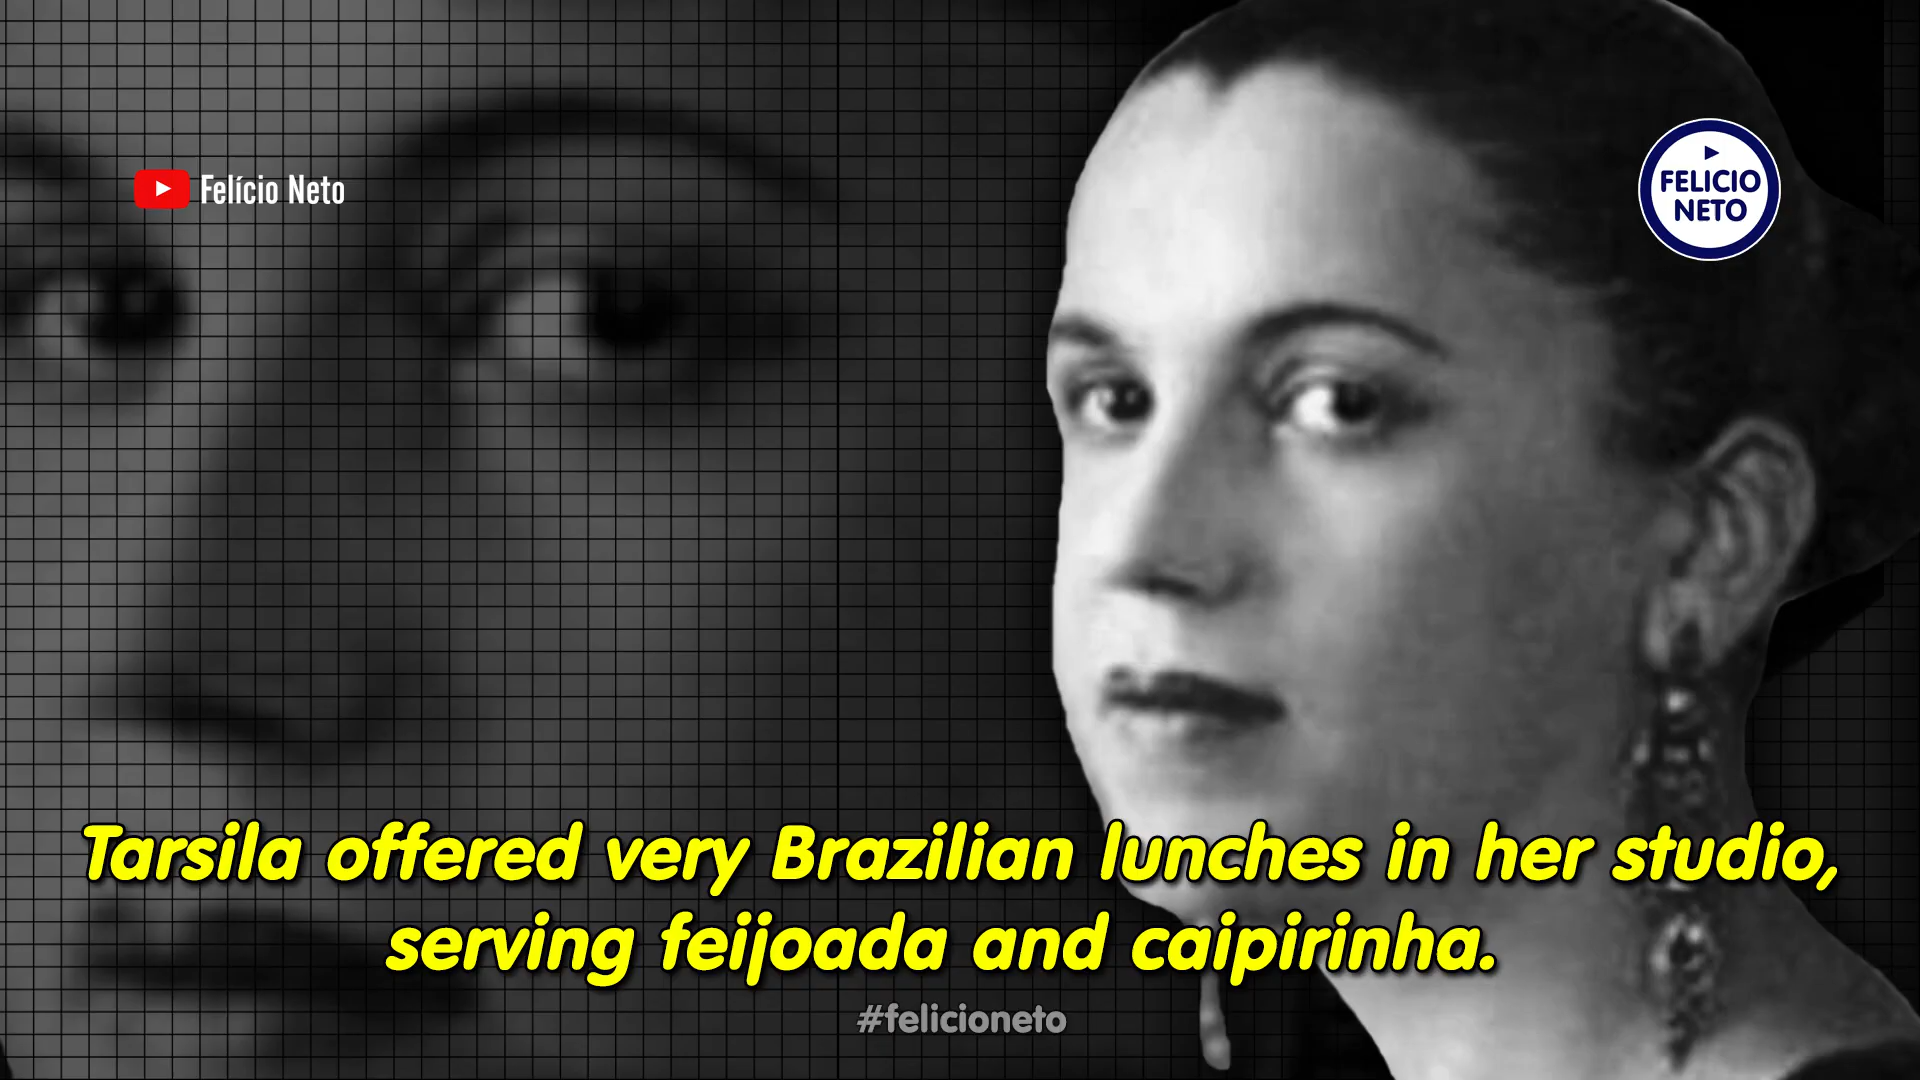 Felício Neto
FELICIO
NETO
Tarsila offered very Brazilian lunches in her studio,
serving feijoada and caipirinha.
#felicioneto